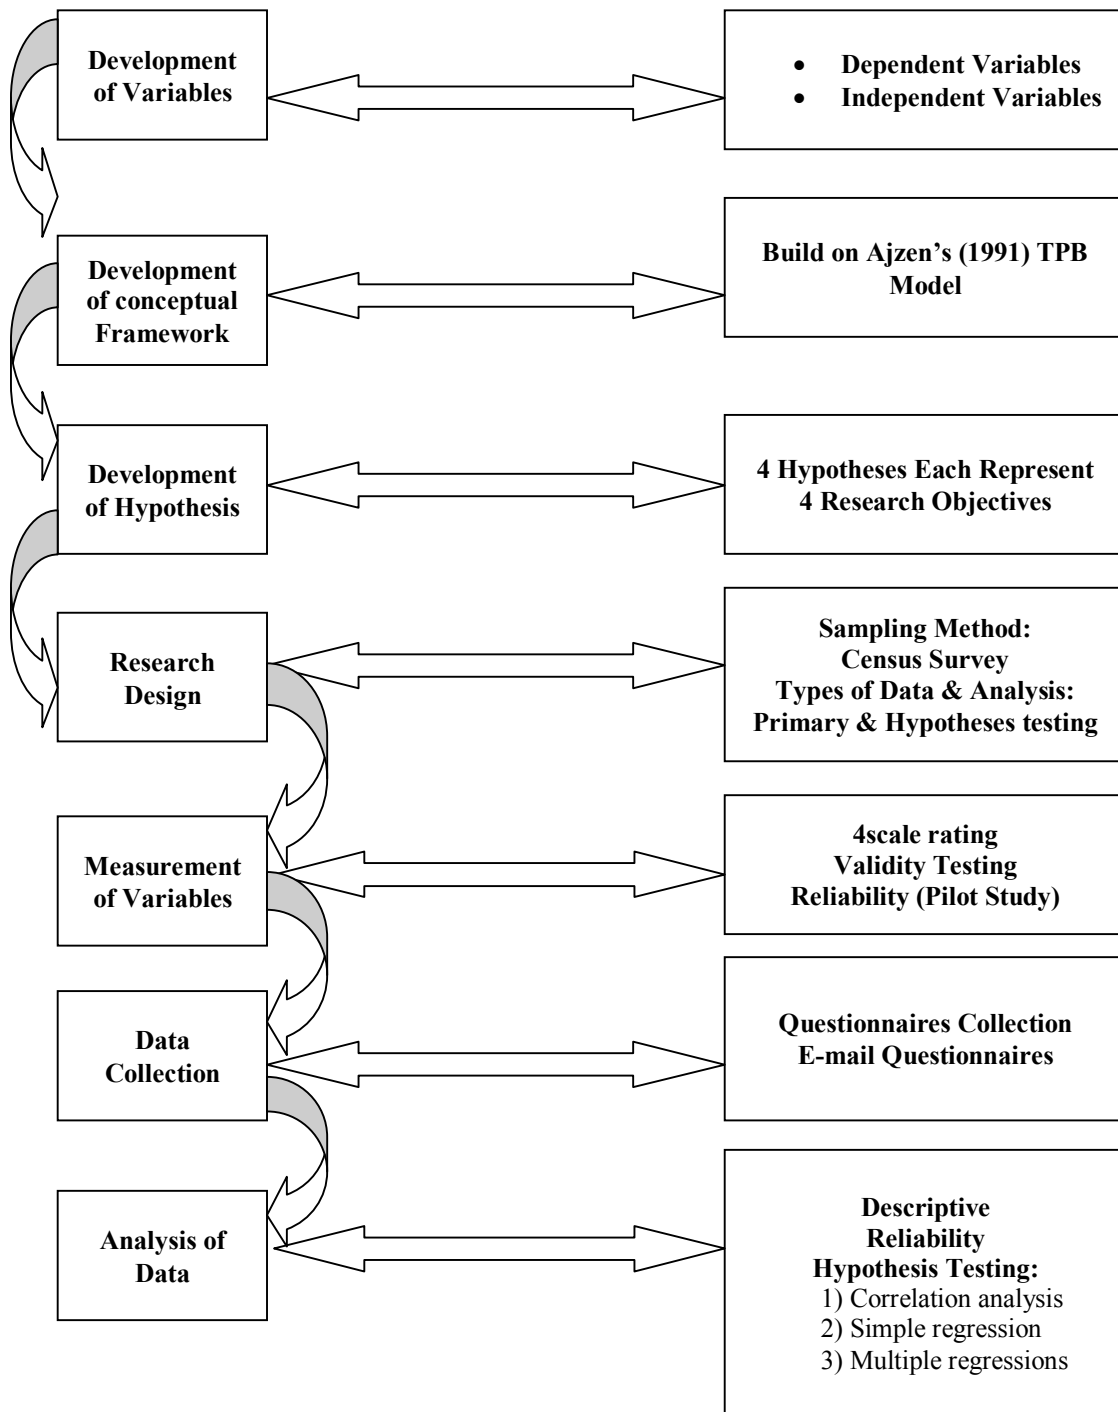 Development
of Variables
• Dependent Variables
• Independent Variables
Development
of conceptual
Framework
Build on Ajzen’s (1991) TPB
Model
Development
of Hypothesis
4 Hypotheses Each Represent
4 Research Objectives
Research
Design
Sampling Method:
Census Survey
Types of Data & Analysis:
Primary & Hypotheses testing
Measurement
of Variables
4scale rating
Validity Testing
Reliability (Pilot Study)
Data
Collection
Questionnaires Collection
E-mail Questionnaires
Analysis of
Data
Descriptive
Reliability
Hypothesis Testing:
1) Correlation analysis
2) Simple regression
3) Multiple regressions